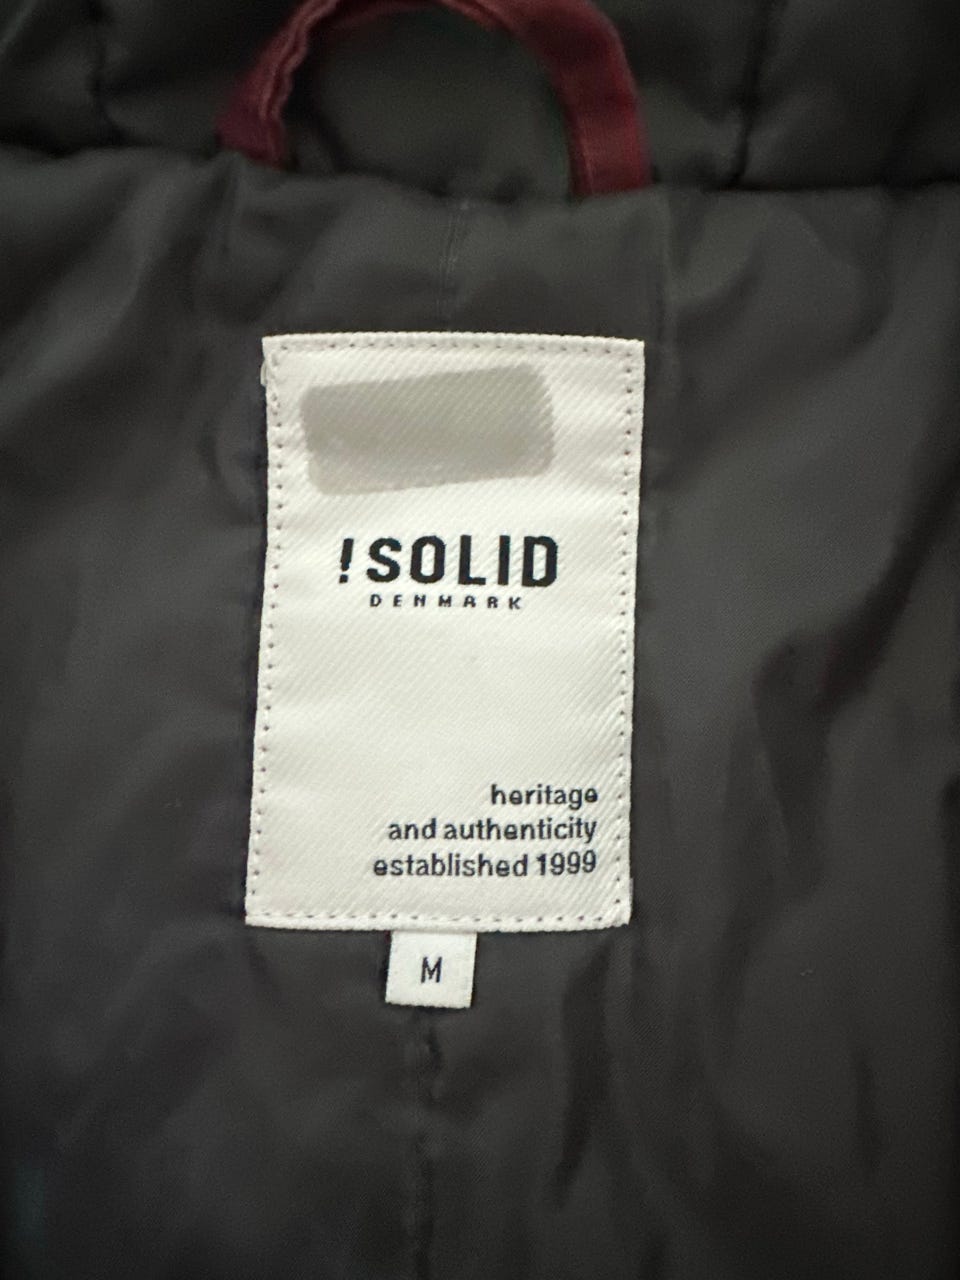 !SOLID
DENMARK
heritage
and authenticity
established 1999
M